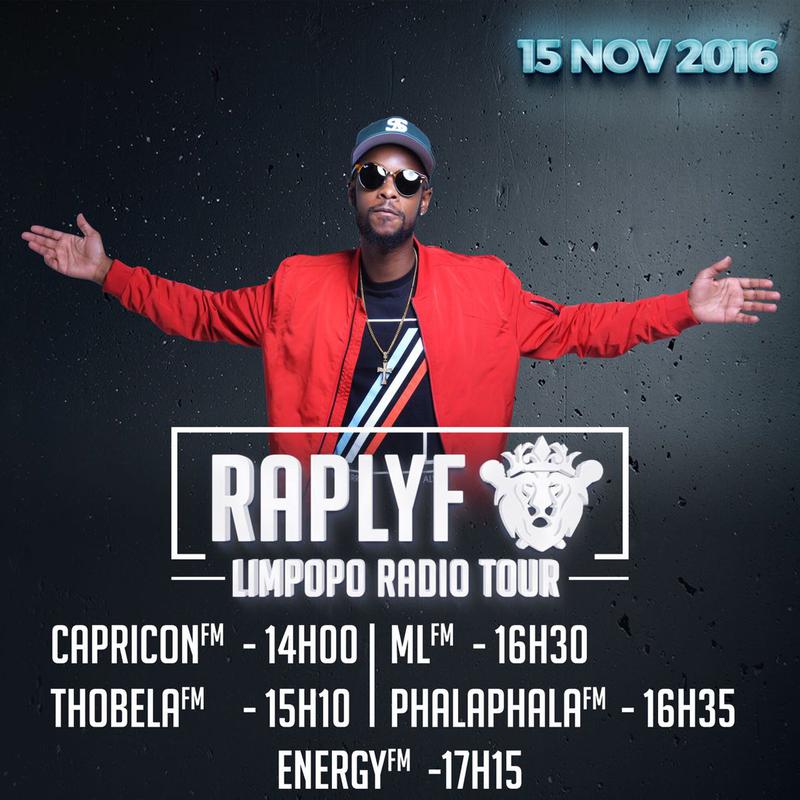 15 NOV 2016
RAPLYF
LIMPOPO RADIO TOUR
CAPRICONFM - 14H00 | MLFM - 16H30
THOBELAFM - 15H10 | PHALAPHALAFM - 16H35
ENERGYFM -17H15